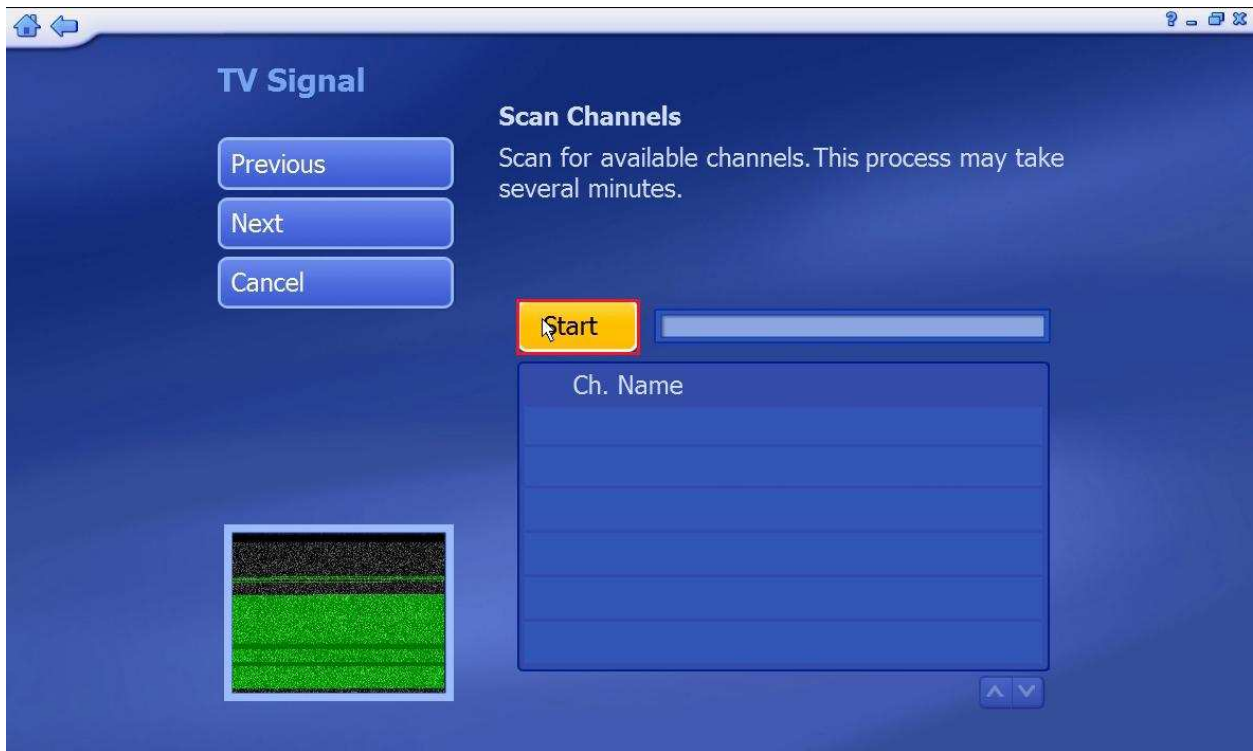 TV Signal
Previous
Next
Cancel
Scan Channels
Scan for available channels.This process may take
several minutes.
Start
Ch. Name